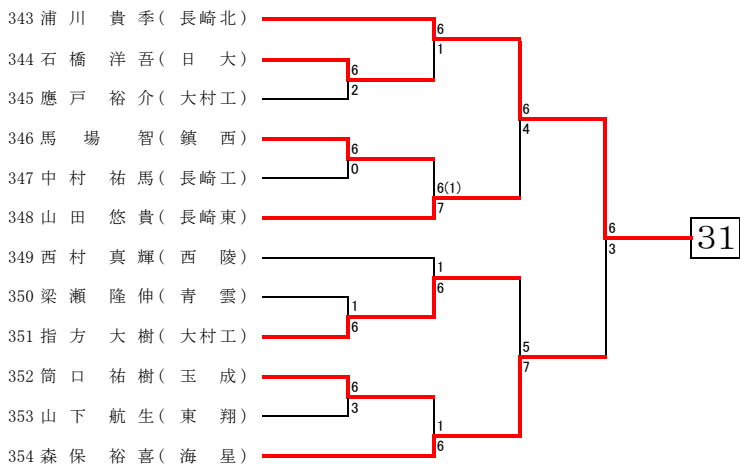 343 浦川 貴季(長崎北)
6
1
344 石橋 洋吾(日大)
6
2
345 應戸 裕介(大村工)
6
4
346 馬場 智(鎮西)
6
0
347 中村 祐馬(長崎工)
6(1)
7
348 山田 悠貴(長崎東)
6
3
31
349 西村 真輝(西陵)
1
6
350 梁瀬 隆伸(青雲)
1
6
351 指方 大樹(大村工)
5
7
352 筒口 祐樹(玉成)
6
3
353 山下 航生(東翔)
1
6
354 森保 裕喜(海星)